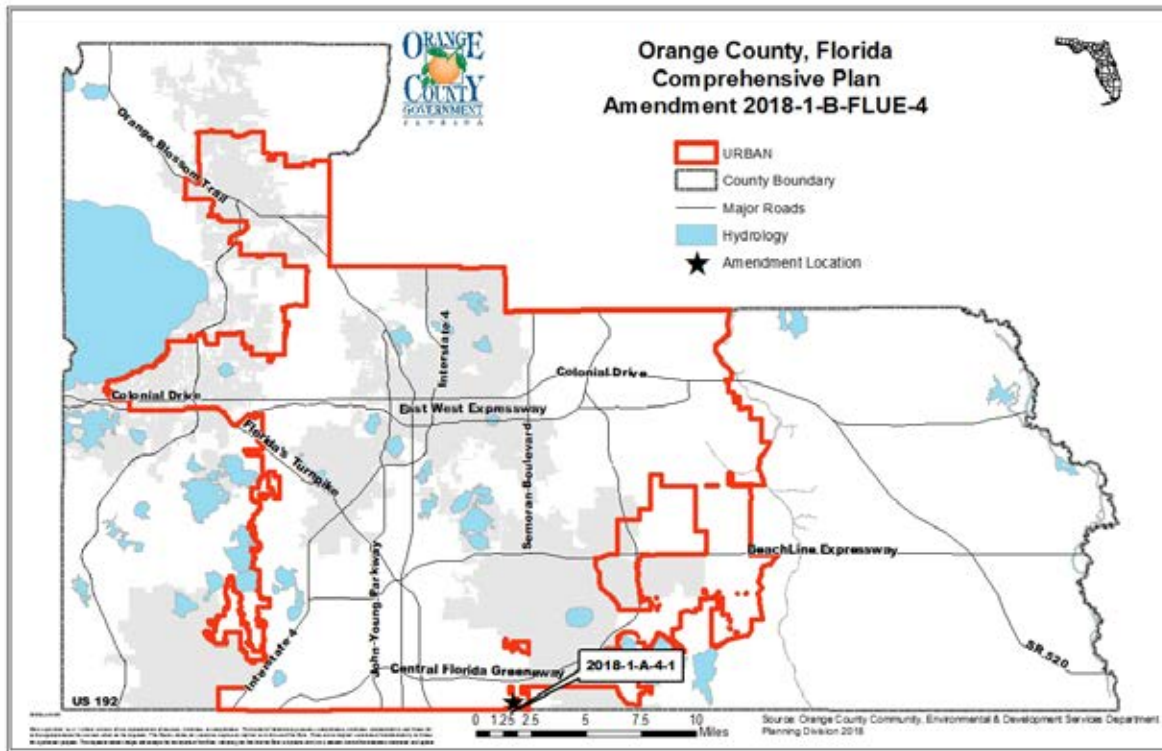 ORANGE
COUNTY
GOVERNMENT
FLORIDA
Orange County, Florida
Comprehensive Plan
Amendment 2018-1-B-FLUE-4
URBAN
County Boundary
Major Roads
Hydrology
Amendment Location
Orange Blossom Trail
Interstate-4
Colonial Drive
Colonial Drive
East West Expressway
Florida's Turnpike
Semoran Boulevard
John Young Parkway
BeachLine Expressway
Interstate-4
Central Florida Greeneway
2018-1-A-4-1
SR 520
US 192
0 1.25 2.5 5 7.5 10
Miles
Source: Orange County Community, Environmental & Development Services Department
Planning Division 2018